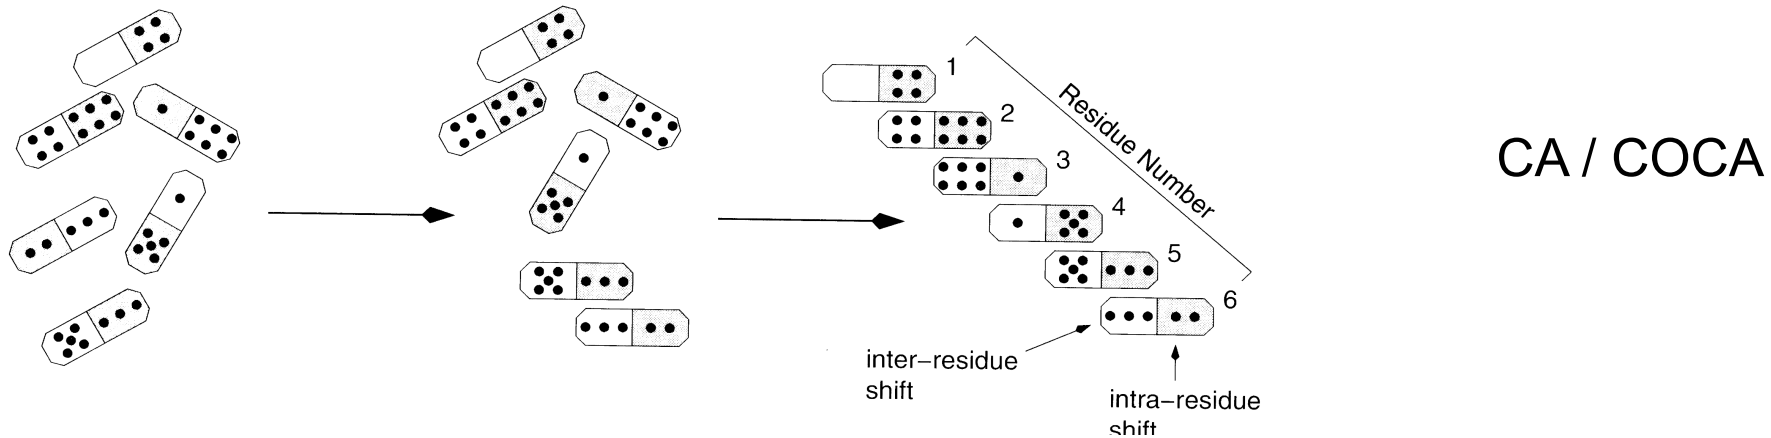 1
2
3
4
5
6
Residue Number
inter–residue
shift
intra–residue
shift
CA / COCA